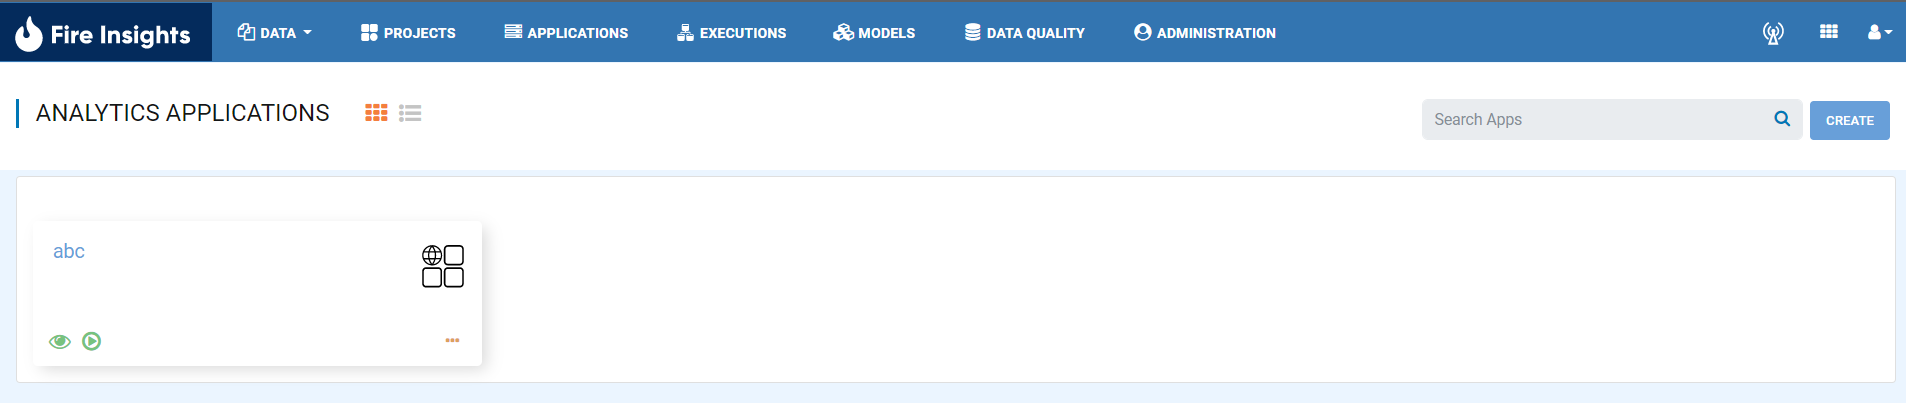 Fire Insights DATA PROJECTS APPLICATIONS EXECUTIONS MODELS DATA QUALITY ADMINISTRATION
ANALYTICS APPLICATIONS Search Apps CREATE
abc